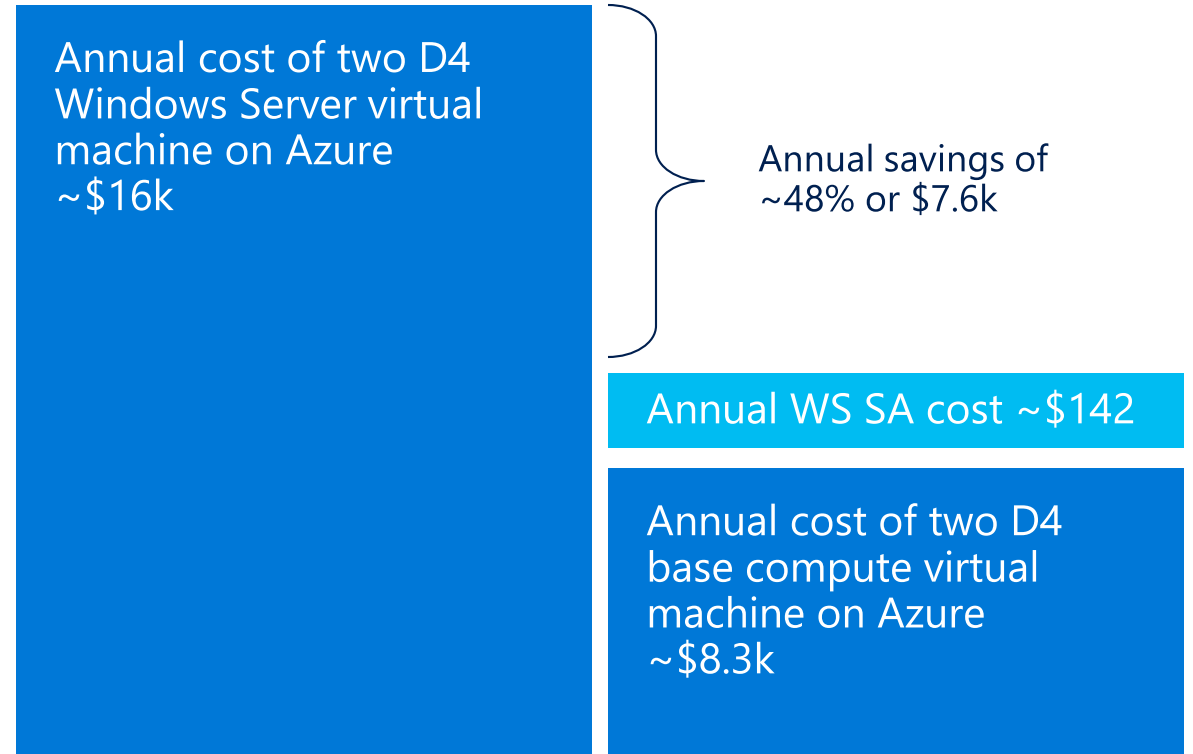 Annual cost of two D4
Windows Server virtual
machine on Azure
~$16k
Annual savings of
~48% or $7.6k
Annual WS SA cost ~$142
Annual cost of two D4
base compute virtual
machine on Azure
~$8.3k